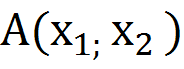 A(x₁; x₂ )